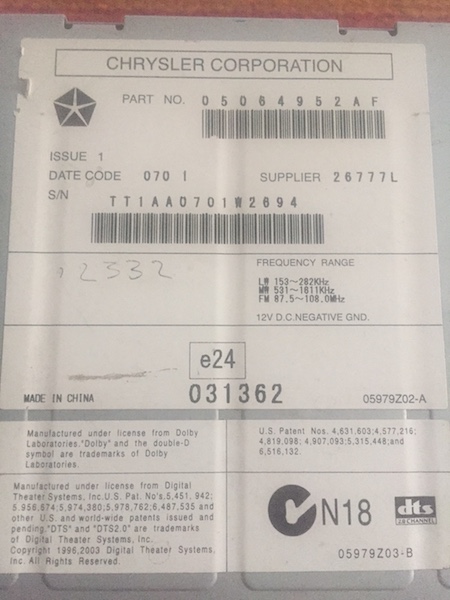 CHRYSLER CORPORATION
PART NO. 05064952AF
ISSUE 1
DATE CODE 070 1 SUPPLIER 26777L
S/N TT1AA0701W2694
2332
FREQUENCY RANGE
LW 153~282KHz
MW 531~1611KHz
FM 87.5~108.0MHz
12V D.C.NEGATIVE GND.
e24
MADE IN CHINA 031362 05979Z02-A
Manufactured under license from Dolby
Laboratories."Dolby" and the double-D
symbol are trademarks of Dolby
Laboratories.
U.S. Patent Nos. 4,631,603;4,577,216;
4,819,098; 4,907,093;5,315,448;and
6,516,132.
Manufactured under license from Digital
Theater Systems, Inc.U.S. Pat. No's.5,451, 942;
5,956,674;5,974,380;5,978,762;6,487,535 and
other U.S. and world-wide patents issued and
pending."DTS" and "DTS2.0" are trademarks
of Digital Theater Systems, Inc.
Copyright 1996,2003 Digital Theater Systems,
Inc. All Rights Reserved.
N18
dts
2.0 CHANNEL
05979Z03-B